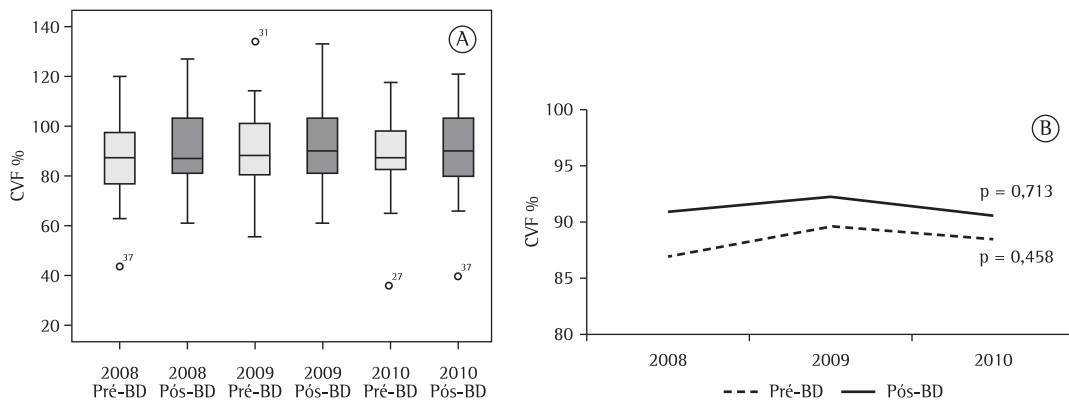 140
120
100
80
60
40
20
CVF %
A
31
37
27
37
2008 2008 2009 2009 2010 2010
Pré-BD Pós-BD Pré-BD Pós-BD Pré-BD Pós-BD
100
95
90
85
80
CVF %
B
p = 0,713
p = 0,458
2008 2009 2010
Pré-BD Pós-BD